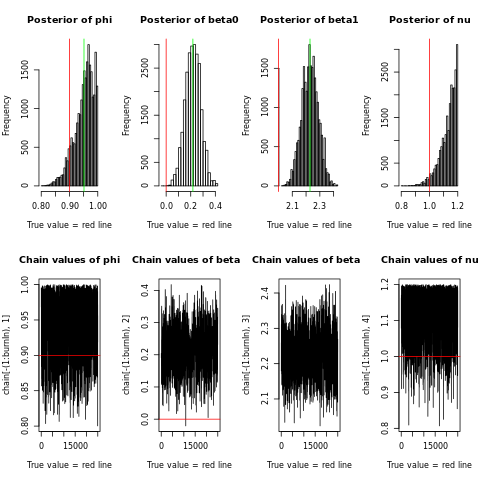 Posterior of phi
Posterior of beta0
Posterior of beta1
Posterior of nu
Frequency
0 500 1000 1500
0.80 0.90 1.00
True value = red line
Frequency
0 500 1500 2500
0.0 0.2 0.4
True value = red line
Frequency
0 500 1000 1500
2.1 2.3
True value = red line
Frequency
0 500 1500 2500
0.8 1.0 1.2
True value = red line
Chain values of phi
Chain values of beta
Chain values of beta
Chain values of nu
chain[-(1:burnIn), 1]
0.80 0.85 0.90 0.95 1.00
0 15000
True value = red line
chain[-(1:burnIn), 2]
0.0 0.1 0.2 0.3 0.4
0 15000
True value = red line
chain[-(1:burnIn), 3]
2.1 2.2 2.3 2.4
0 15000
True value = red line
chain[-(1:burnIn), 4]
0.8 0.9 1.0 1.1 1.2
0 15000
True value = red line